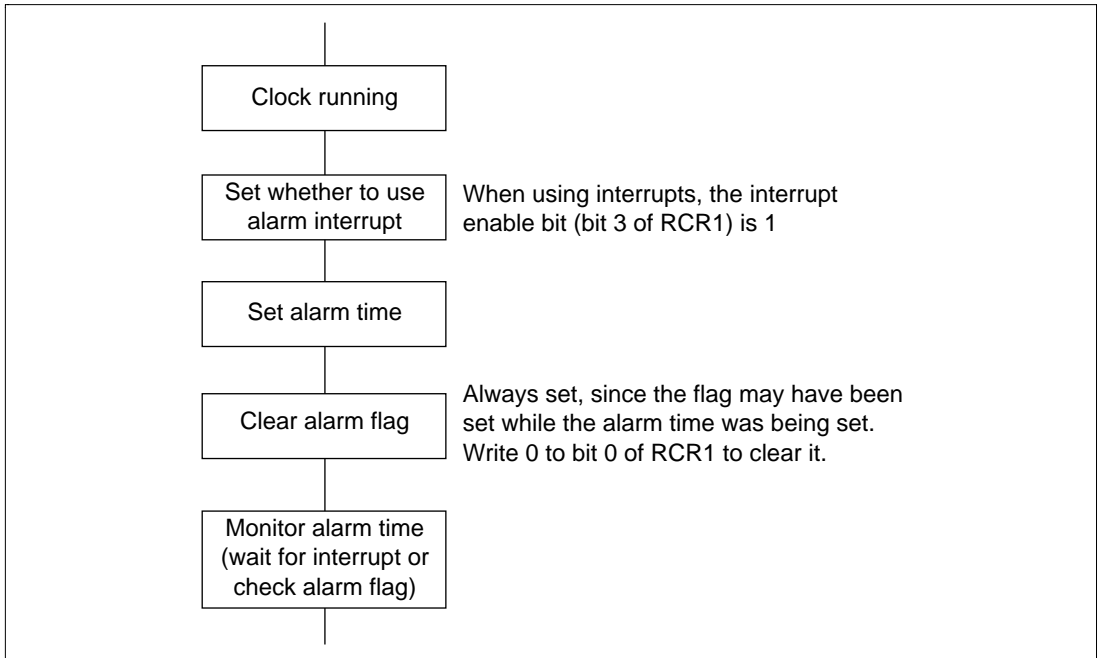 Clock running
Set whether to use
alarm interrupt
When using interrupts, the interrupt
enable bit (bit 3 of RCR1) is 1
Set alarm time
Clear alarm flag
Always set, since the flag may have been
set while the alarm time was being set.
Write 0 to bit 0 of RCR1 to clear it.
Monitor alarm time
(wait for interrupt or
check alarm flag)